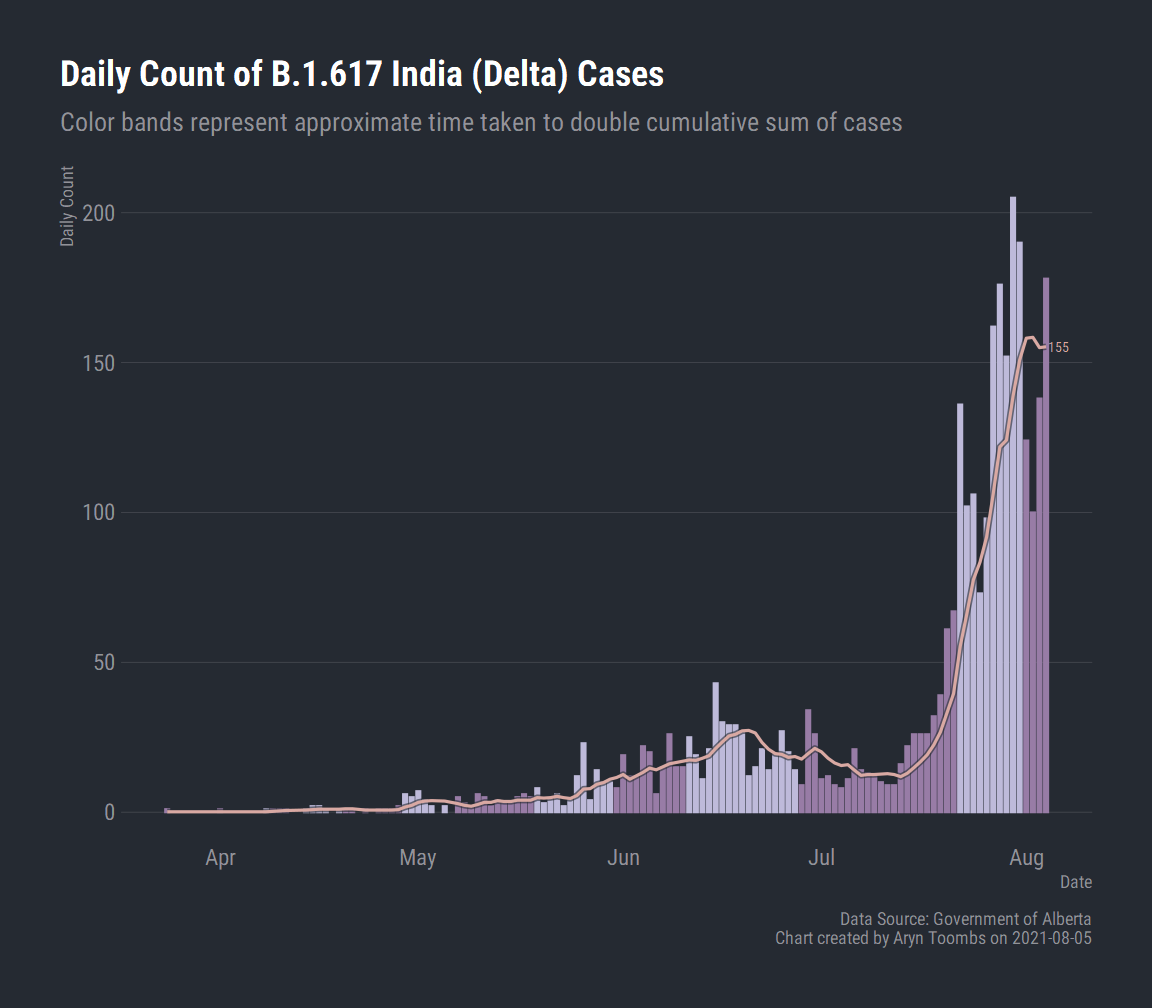 Daily Count of B.1.617 India (Delta) Cases
Color bands represent approximate time taken to double cumulative sum of cases
Daily Count
200
150
100
50
0
155
Apr May Jun Jul Aug
Date
Data Source: Government of Alberta
Chart created by Aryn Toombs on 2021-08-05